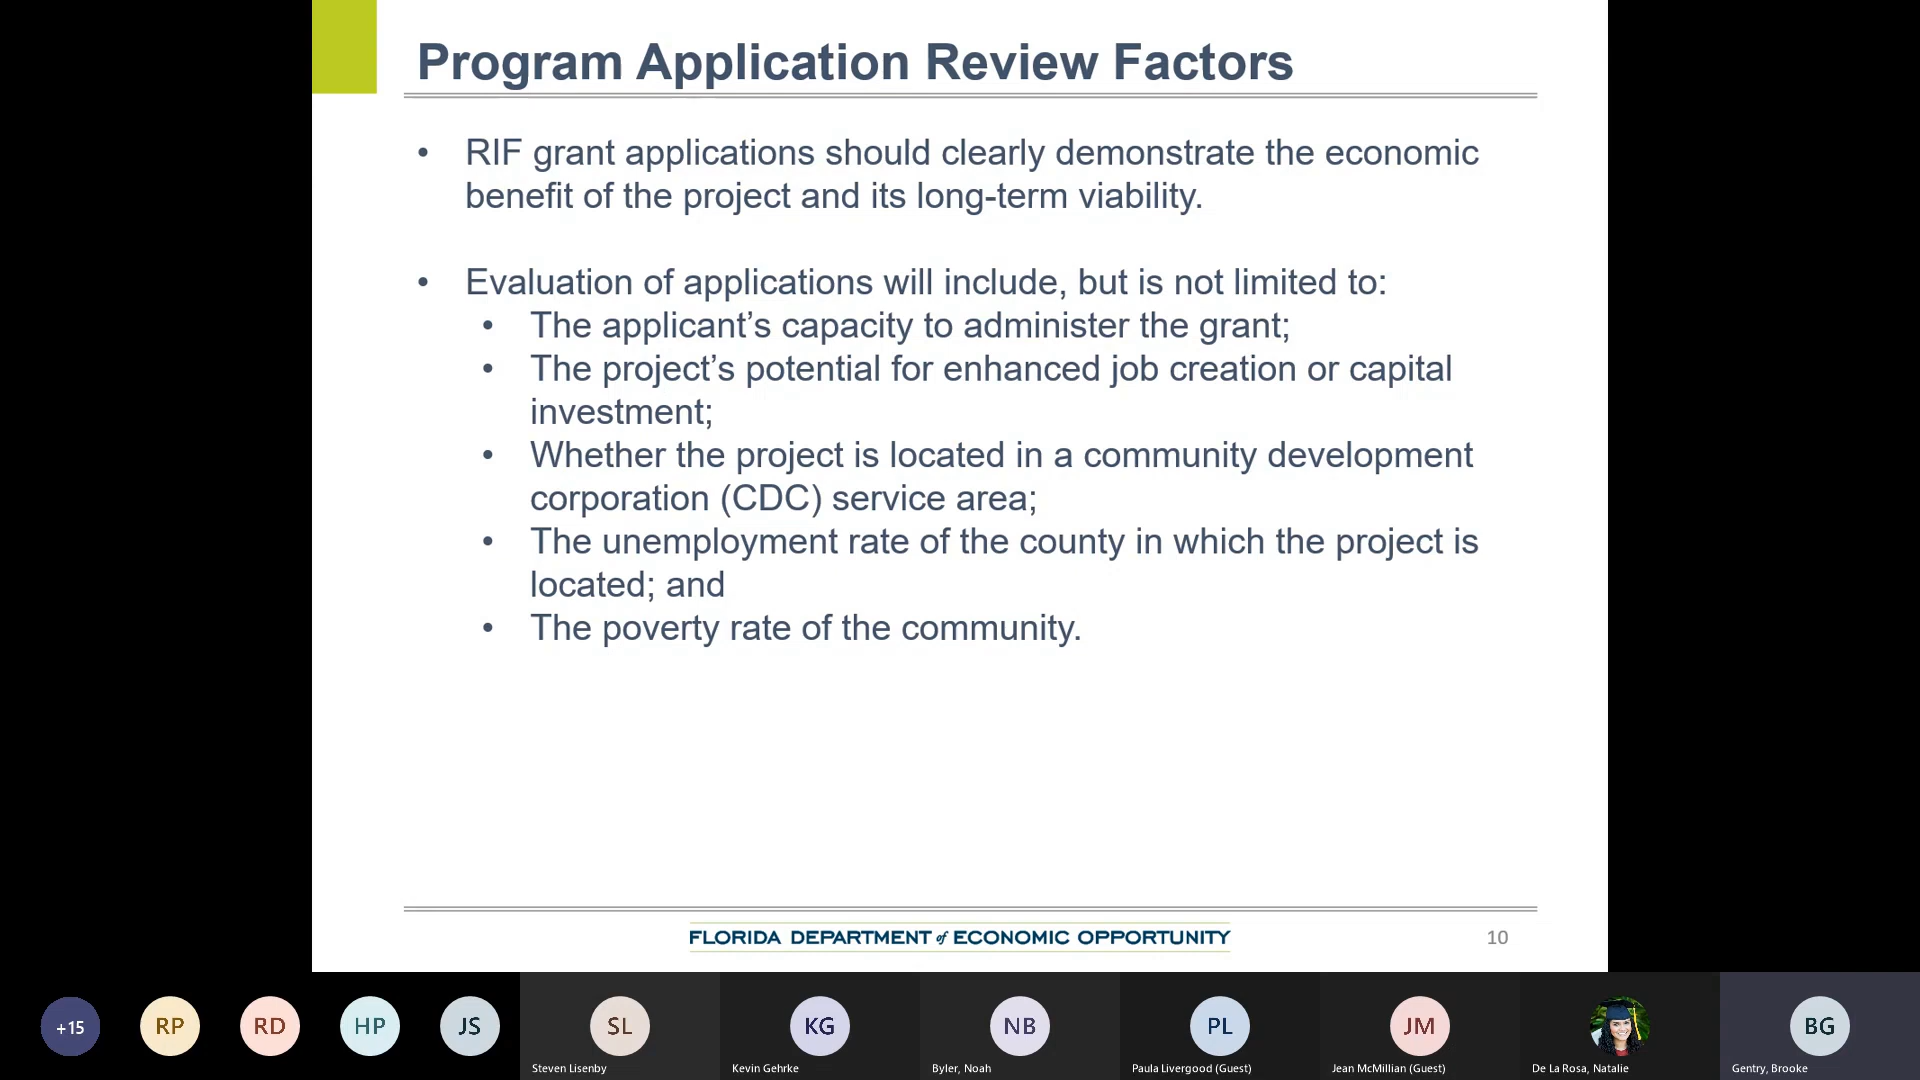 Program Application Review Factors
• RIF grant applications should clearly demonstrate the economic
benefit of the project and its long-term viability.
• Evaluation of applications will include, but is not limited to:
• The applicant’s capacity to administer the grant;
• The project’s potential for enhanced job creation or capital
investment;
• Whether the project is located in a community development
corporation (CDC) service area;
• The unemployment rate of the county in which the project is
located; and
• The poverty rate of the community.
FLORIDA DEPARTMENT of ECONOMIC OPPORTUNITY
10
+15
RP
RD
HP
JS
SL
KG
NB
PL
JM
BG
Steven Lisenby
Kevin Gehrke
Byler, Noah
Paula Livergood (Guest)
Jean McMillian (Guest)
De La Rosa, Natalie
Gentry, Brooke